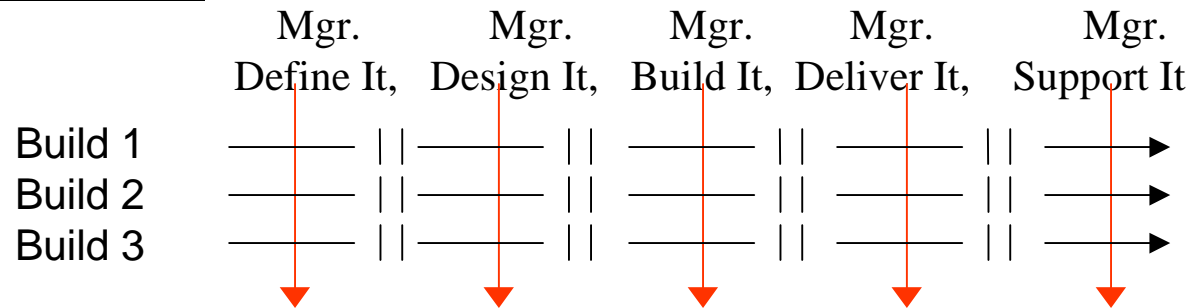 Mgr. Mgr. Mgr. Mgr. Mgr.
Define It, Design It, Build It, Deliver It, Support It
Build 1
Build 2
Build 3